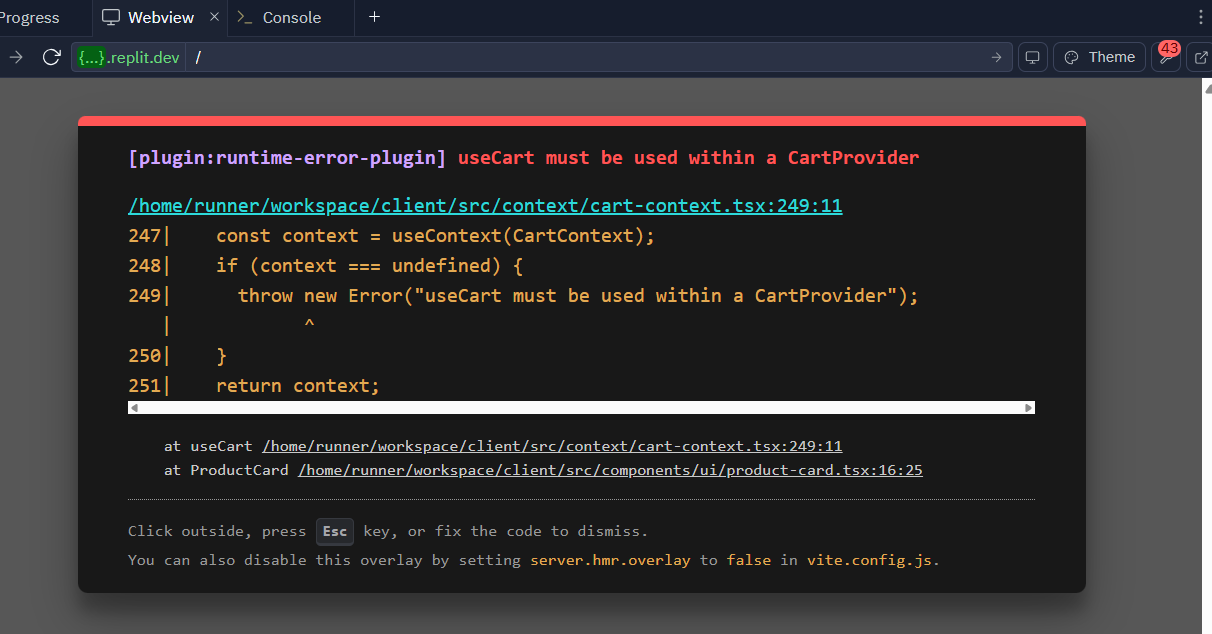 Progress
Webview ×
>_ Console
+
{...}.replit.dev / Theme 43
[plugin:runtime-error-plugin] useCart must be used within a CartProvider
/home/runner/workspace/client/src/context/cart-context.tsx:249:11
247|    const context = useContext(CartContext);
248|    if (context === undefined) {
249|      throw new Error("useCart must be used within a CartProvider");
   |            ^
250|    }
251|    return context;
at useCart /home/runner/workspace/client/src/context/cart-context.tsx:249:11
at ProductCard /home/runner/workspace/client/src/components/ui/product-card.tsx:16:25
Click outside, press Esc key, or fix the code to dismiss.
You can also disable this overlay by setting server.hmr.overlay to false in vite.config.js.